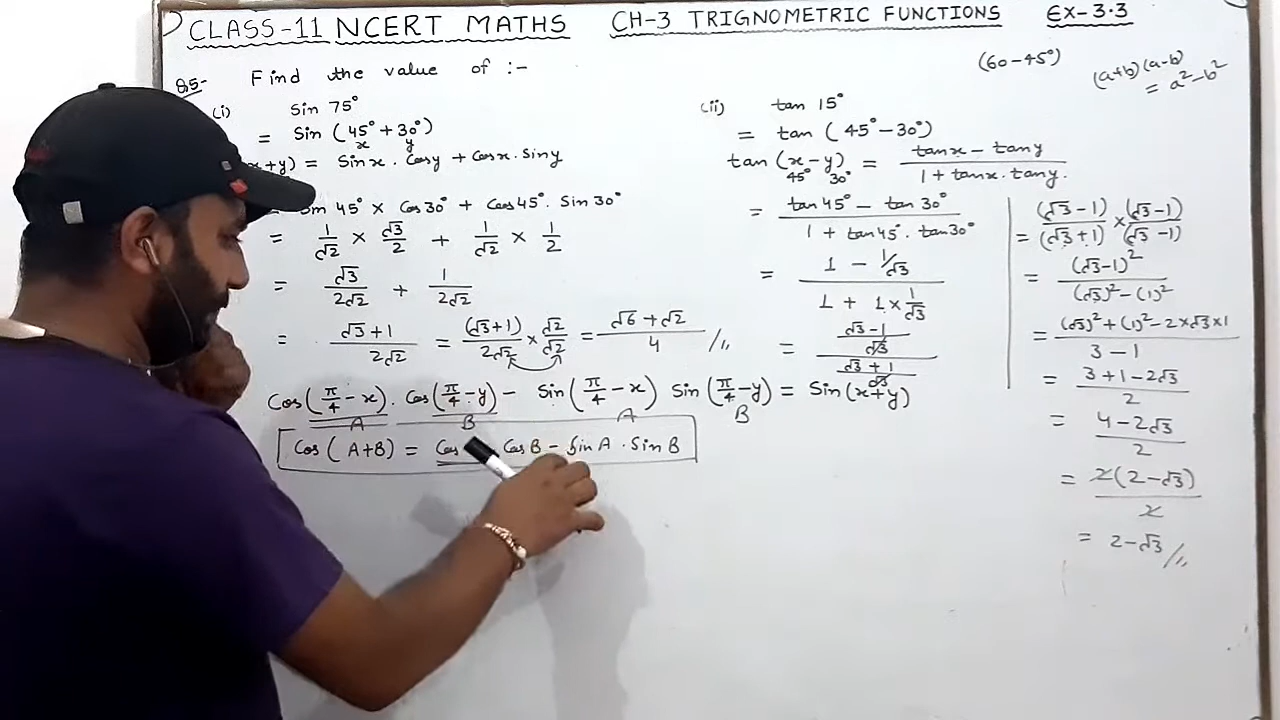 CLASS-11 NCERT MATHS CH-3 TRIGNOMETRIC FUNCTIONS EX-3.3
Q5- Find the value of :-
(i) Sin 75°
= Sin (45° + 30°)
x y
x+y) = Sinx . Cosy + Cosx . Siny
= Sin 45° × Cos 30° + Cos 45° . Sin 30°
= 1/√2 × √3/2 + 1/√2 × 1/2
= √3/2√2 + 1/2√2
= √3 + 1/2√2 = (√3+1)/2√2 × √2/√2 = √6 + √2/4 //
(ii) tan 15°
= tan (45° - 30°)
tan (x - y) = tanx - tany/1 + tanx . tany.
45° 30°
= tan 45° - tan 30°/1 + tan 45° . tan 30°
= 1 - 1/√3/1 + 1 × 1/√3
= √3 - 1/√3/√3 + 1/√3
(60 - 45°)
(a+b) (a-b)
= a² - b²
= (√3 - 1)/(√3 + 1) × (√3 - 1)/(√3 - 1)
= (√3-1)²/(√3)² - (1)²
= (√3)² + (1)² - 2×√3×1/3 - 1
= 3 + 1 - 2√3/2
= 4 - 2√3/2
= 2(2 - √3)/2
= 2 - √3 //
Cos (π/4 - x) . Cos (π/4 - y) - Sin (π/4 - x) Sin (π/4 - y) = Sin (x + y)
A B A B
Cos (A+B) = Cos CosB - SinA . SinB